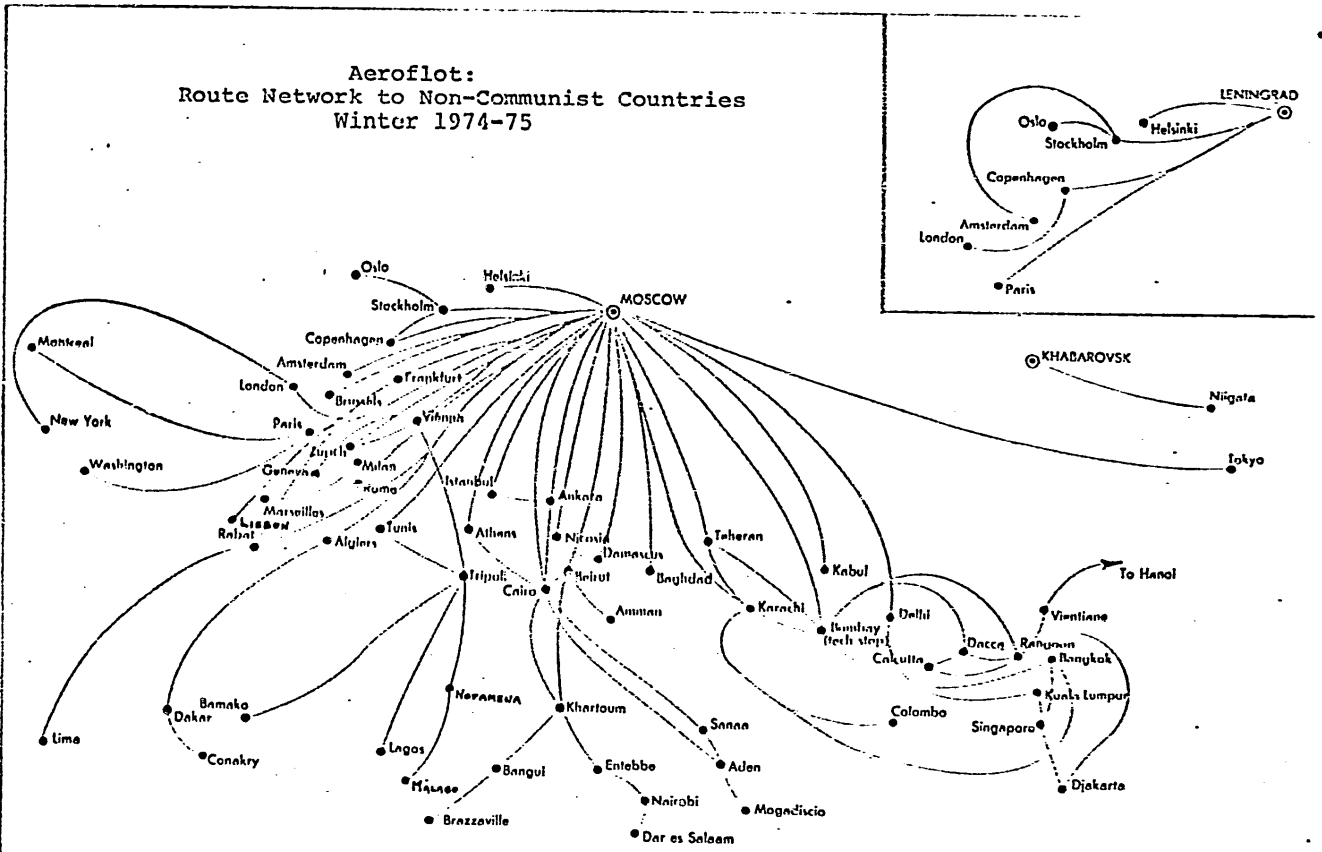 Aeroflot:
Route Network to Non-Communist Countries
Winter 1974-75
LENINGRAD
Oslo
Helsinki
Stockholm
Copenhagen
Amsterdam
London
Paris
Oslo
Helsinki
MOSCOW
Stockholm
Copenhagen
Montreal
KHABAROVSK
Amsterdam
Frankfurt
London
Brussels
Niigata
New York
Paris
Vienna
Zurich
Washington
Geneva
Milan
Tokyo
Istanbul
Roma
Ankara
Marseilles
LISBON
Rabat
Algiers
Tunis
Athens
Nicosia
Teheran
Damascus
Tripoli
Cairo
Beirut
Baghdad
Kabul
To Hanoi
Amman
Karachi
Delhi
Vientiane
Bombay
(tech stop)
Dacca
Rangoon
Calcutta
Bangkok
Kuala Lumpur
Bamako
Dakar
Khartoum
Colombo
Singapore
Sanaa
Lima
Conakry
Lagos
Bangui
Entebbe
Aden
MALABO
Djakarta
Nairobi
Mogadiscio
Brazzaville
Dar es Salaam